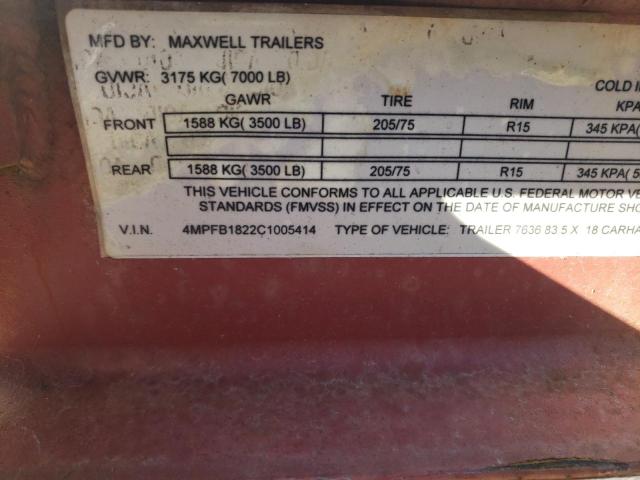 MFD BY: MAXWELL TRAILERS
GVWR: 3175 KG( 7000 LB)
COLD IN
GAWR TIRE RIM KPA(
FRONT 1588 KG( 3500 LB) 205/75 R15 345 KPA(
REAR 1588 KG( 3500 LB) 205/75 R15 345 KPA( 5
THIS VEHICLE CONFORMS TO ALL APPLICABLE U.S. FEDERAL MOTOR VE
STANDARDS (FMVSS) IN EFFECT ON THE DATE OF MANUFACTURE SHO
V.I.N. 4MPFB1822C1005414 TYPE OF VEHICLE: TRAILER 7636 83.5 X 18 CARHA